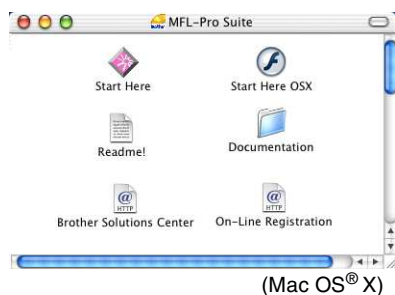 MFL-Pro Suite
Start Here
Start Here OSX
Readme!
Documentation
@
HTTP
@
HTTP
Brother Solutions Center
On-Line Registration
(Mac OS® X)